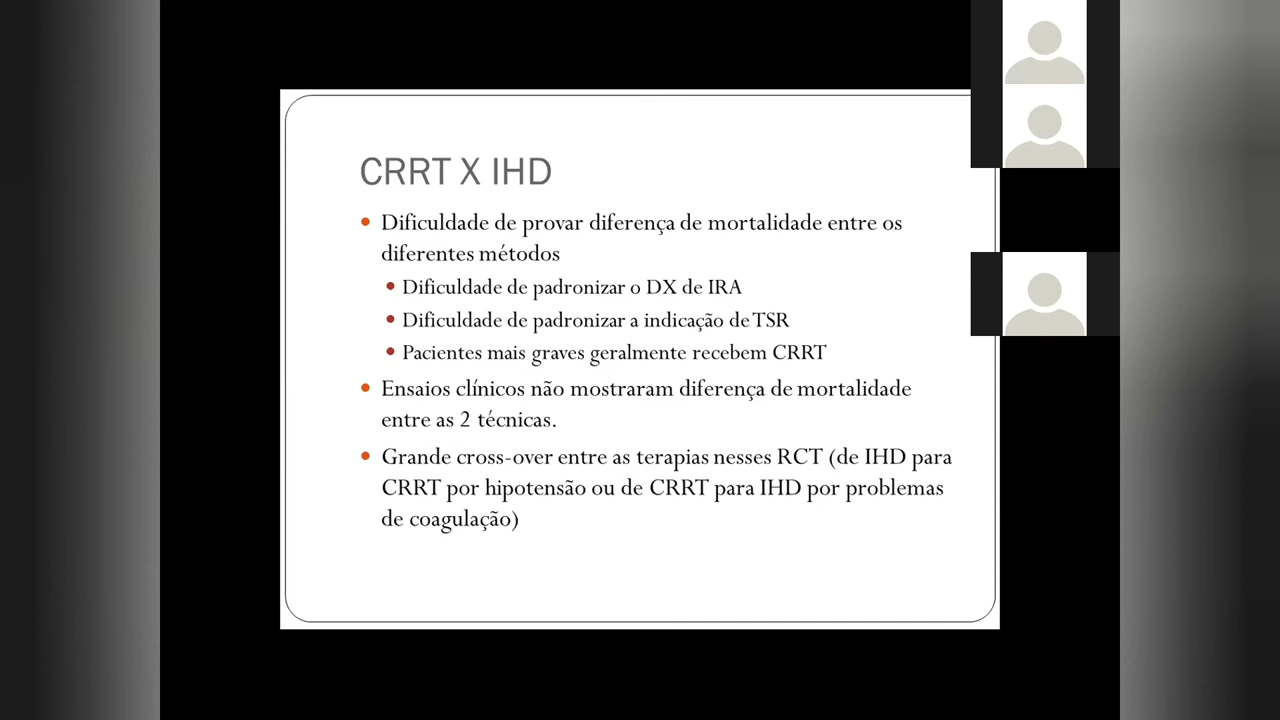 CRRT X IHD
• Dificuldade de provar diferença de mortalidade entre os
diferentes métodos
• Dificuldade de padronizar o DX de IRA
• Dificuldade de padronizar a indicação de TSR
• Pacientes mais graves geralmente recebem CRRT
• Ensaios clínicos não mostraram diferença de mortalidade
entre as 2 técnicas.
• Grande cross-over entre as terapias nesses RCT (de IHD para
CRRT por hipotensão ou de CRRT para IHD por problemas
de coagulação)